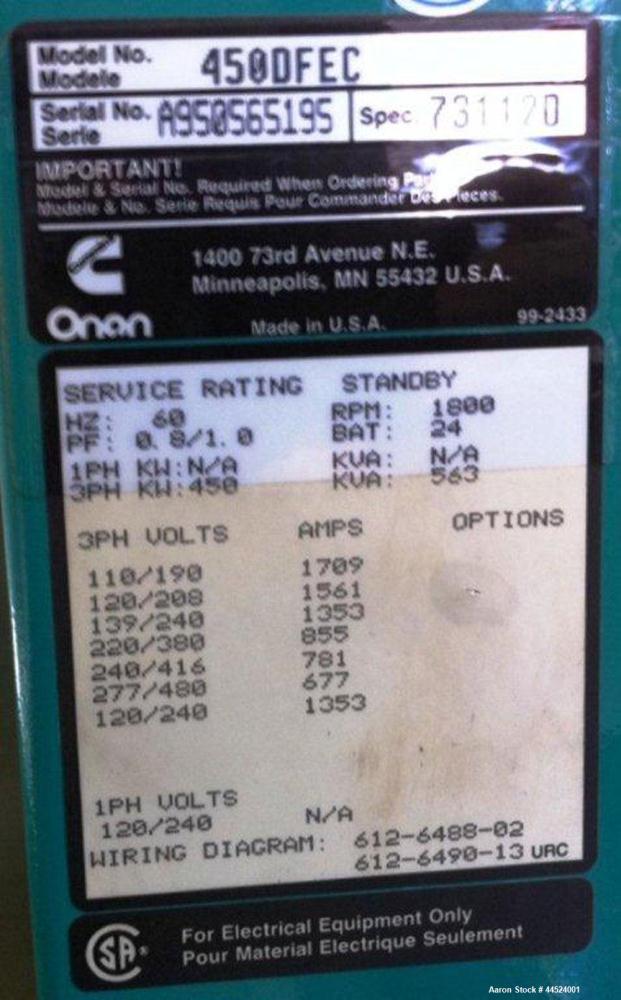 Model No. 450DFEC
Modele
Serial No. A950565195 Spec. 731120
Serie
IMPORTANT!
Model & Serial No. Required When Ordering
Modele & No. Serie Requis Pour Commander Des Pieces.
1400 73rd Avenue N.E.
Minneapolis, MN 55432 U.S.A.
Onan
Made in U.S.A. 99-2433
SERVICE RATING STANDBY
HZ: 60 RPM: 1800
PF: 0.8/1.0 BAT: 24
1PH KW:N/A KVA: N/A
3PH KW:450 KVA: 563
3PH VOLTS AMPS OPTIONS
110/190 1709
120/208 1561
139/240 1353
220/380 855
240/416 781
277/480 677
120/240 1353
1PH VOLTS
120/240 N/A
WIRING DIAGRAM: 612-6488-02
612-6490-13 URC
SA
For Electrical Equipment Only
Pour Material Electrique Seulement
Aaron Stock # 44524001